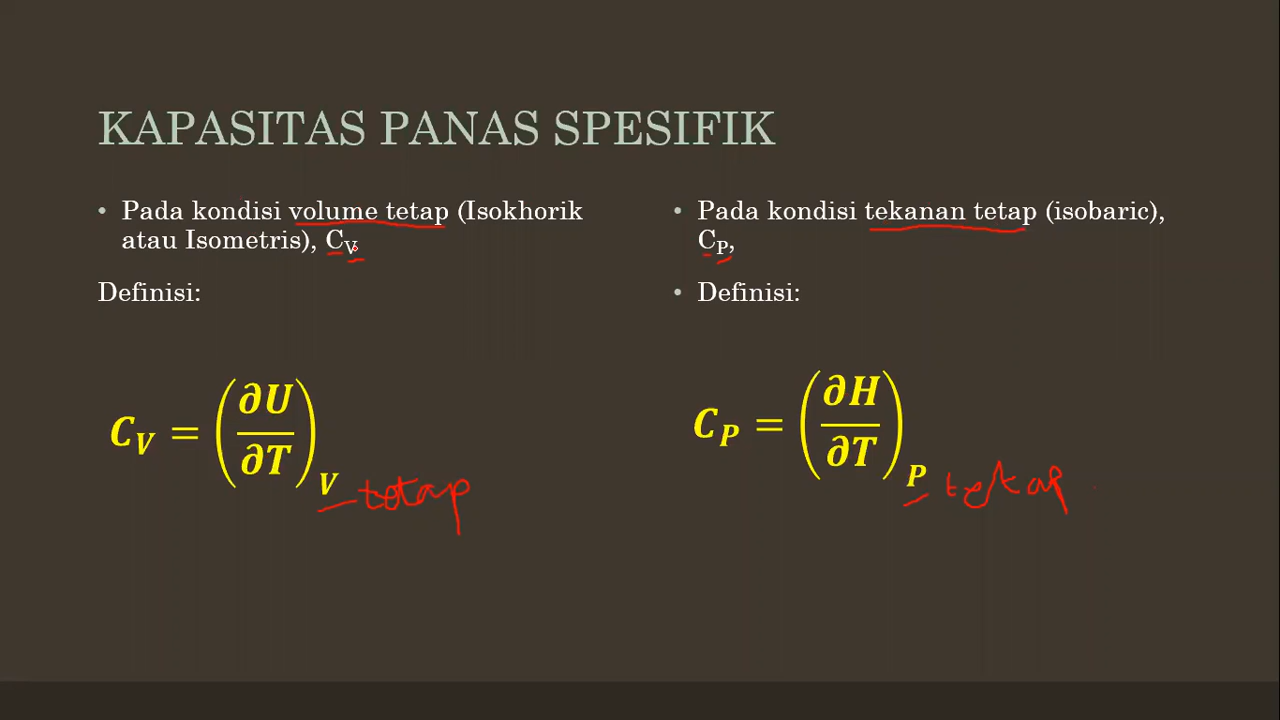 KAPASITAS PANAS SPESIFIK
• Pada kondisi volume tetap (Isokhorik
atau Isometris), C_V
Definisi:
C_V = (∂U/∂T)_V tetap
• Pada kondisi tekanan tetap (isobaric),
C_P,
• Definisi:
C_P = (∂H/∂T)_P tetap